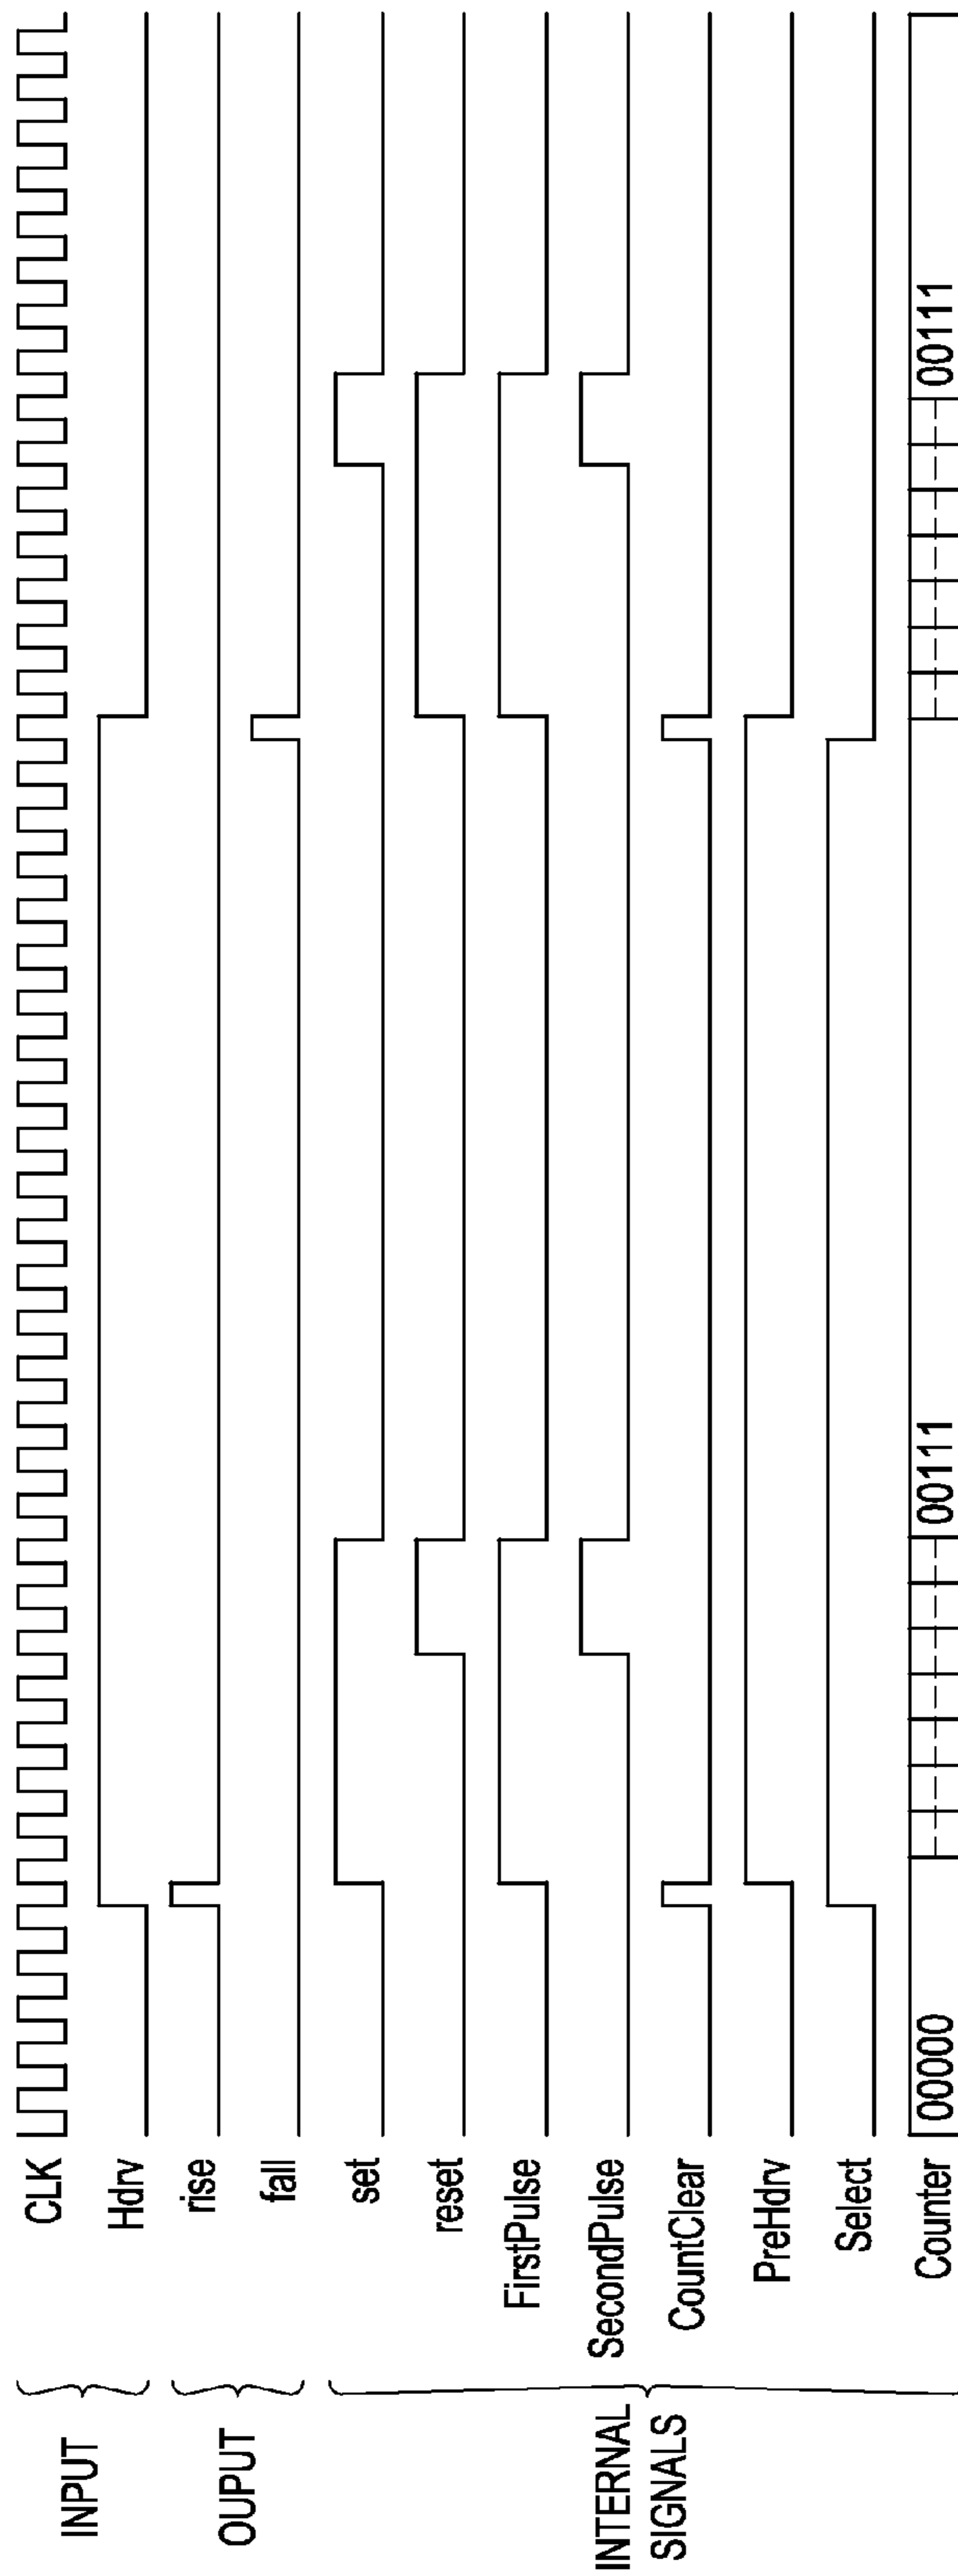 INPUT
CLK
Hdrv
OUPUT
rise
fall
INTERNAL
SIGNALS
set
reset
FirstPulse
SecondPulse
CountClear
PreHdrv
Select
Counter
00000
00111
00111